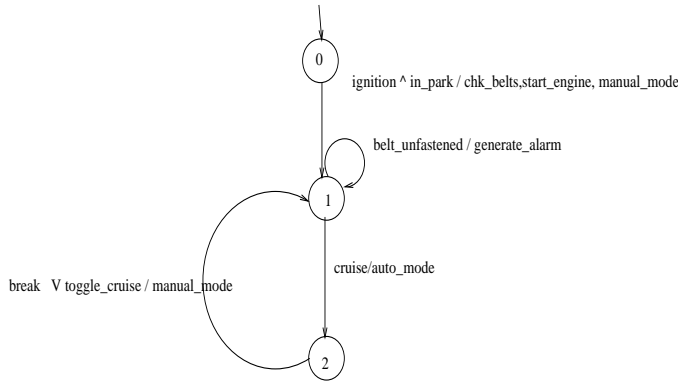 0
ignition ^ in_park / chk_belts,start_engine, manual_mode
belt_unfastened / generate_alarm
1
cruise/auto_mode
break V toggle_cruise / manual_mode
2